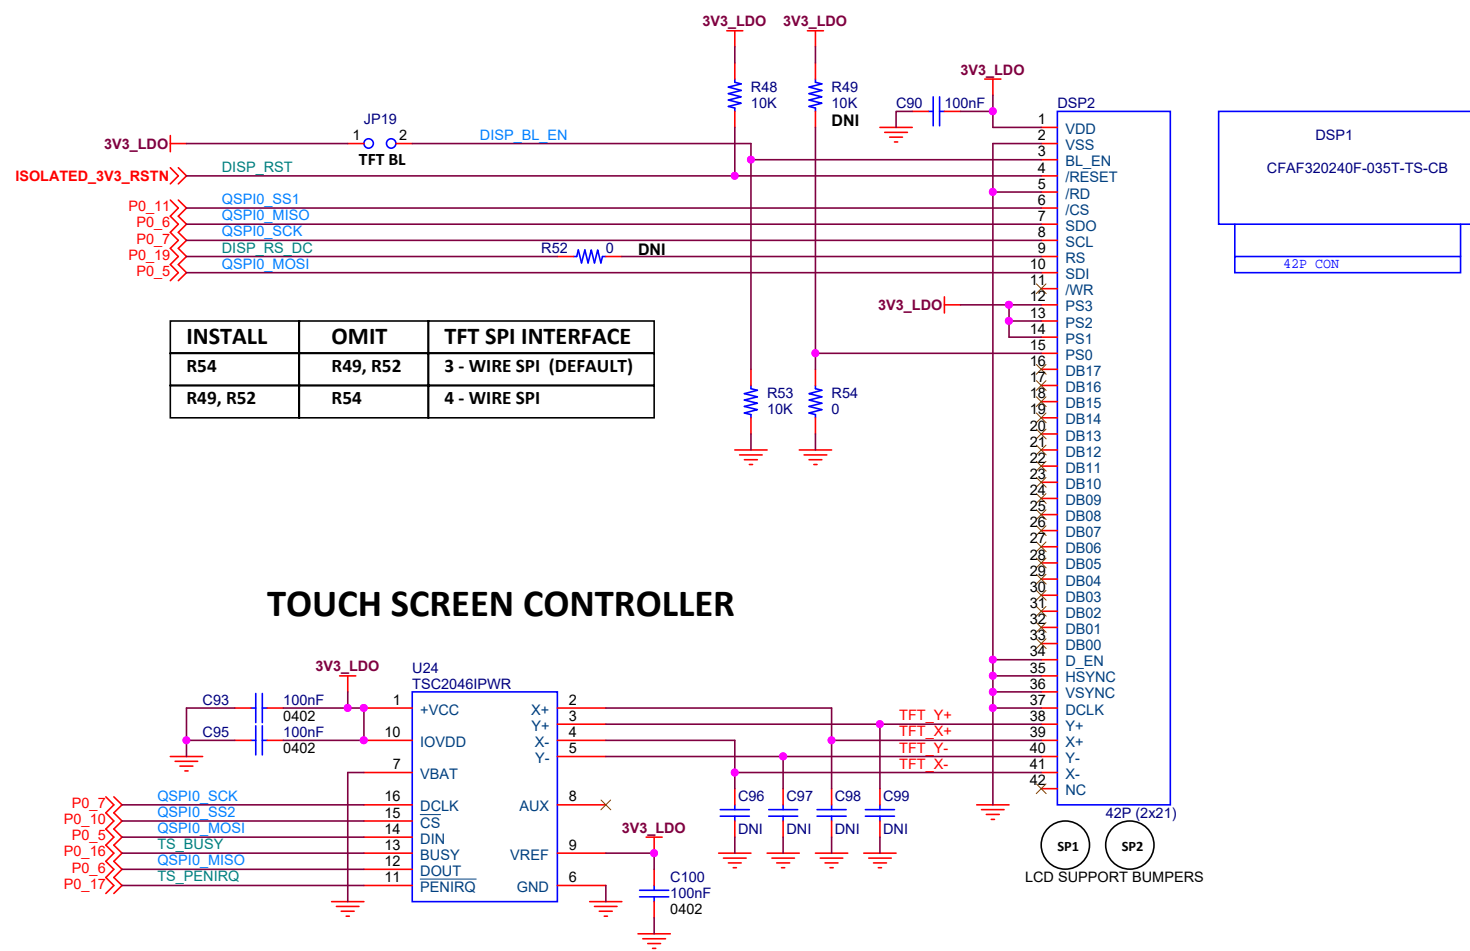 3V3_LDO 3V3_LDO
R48
10K
R49
10K
DNI
3V3_LDO
C90 100nF
DSP2
JP19
3V3_LDO 1 2 DISP_BL_EN
TFT BL
ISOLATED_3V3_RSTN DISP_RST
P0_11 QSPI0_SS1
P0_6 QSPI0_MISO
P0_7 QSPI0_SCK
P0_19 DISP_RS_DC R52 0 DNI
P0_5 QSPI0_MOSI
3V3_LDO
1 VDD
2 VSS
3 BL_EN
4 /RESET
5 /RD
6 /CS
7 SDO
8 SCL
9 RS
10 SDI
11 /WR
12 PS3
13 PS2
14 PS1
15 PS0
16 DB17
17 DB16
18 DB15
19 DB14
20 DB13
21 DB12
22 DB11
23 DB10
24 DB09
25 DB08
26 DB07
27 DB06
28 DB05
29 DB04
30 DB03
31 DB02
32 DB01
33 DB00
34 D_EN
35 HSYNC
36 VSYNC
37 DCLK
38 Y+
39 X+
40 Y-
41 X-
42 NC
42P (2x21)
DSP1
CFAF320240F-035T-TS-CB
42P CON
INSTALL OMIT TFT SPI INTERFACE
R54 R49, R52 3 - WIRE SPI (DEFAULT)
R49, R52 R54 4 - WIRE SPI
R53
10K
R54
0
TOUCH SCREEN CONTROLLER
3V3_LDO
U24
TSC2046IPWR
C93 100nF
0402
C95 100nF
0402
1 +VCC
10 IOVDD
7 VBAT
P0_7 QSPI0_SCK 16 DCLK
P0_10 QSPI0_SS2 15 CS
P0_5 QSPI0_MOSI 14 DIN
P0_16 TS_BUSY 13 BUSY
P0_6 QSPI0_MISO 12 DOUT
P0_17 TS_PENIRQ 11 PENIRQ
X+ 2
Y+ 3
X- 4
Y- 5
AUX 8
VREF 9
GND 6
TFT_Y+
TFT_X+
TFT_Y-
TFT_X-
C96 C97 C98 C99
DNI DNI DNI DNI
3V3_LDO
C100
100nF
0402
SP1 SP2
LCD SUPPORT BUMPERS